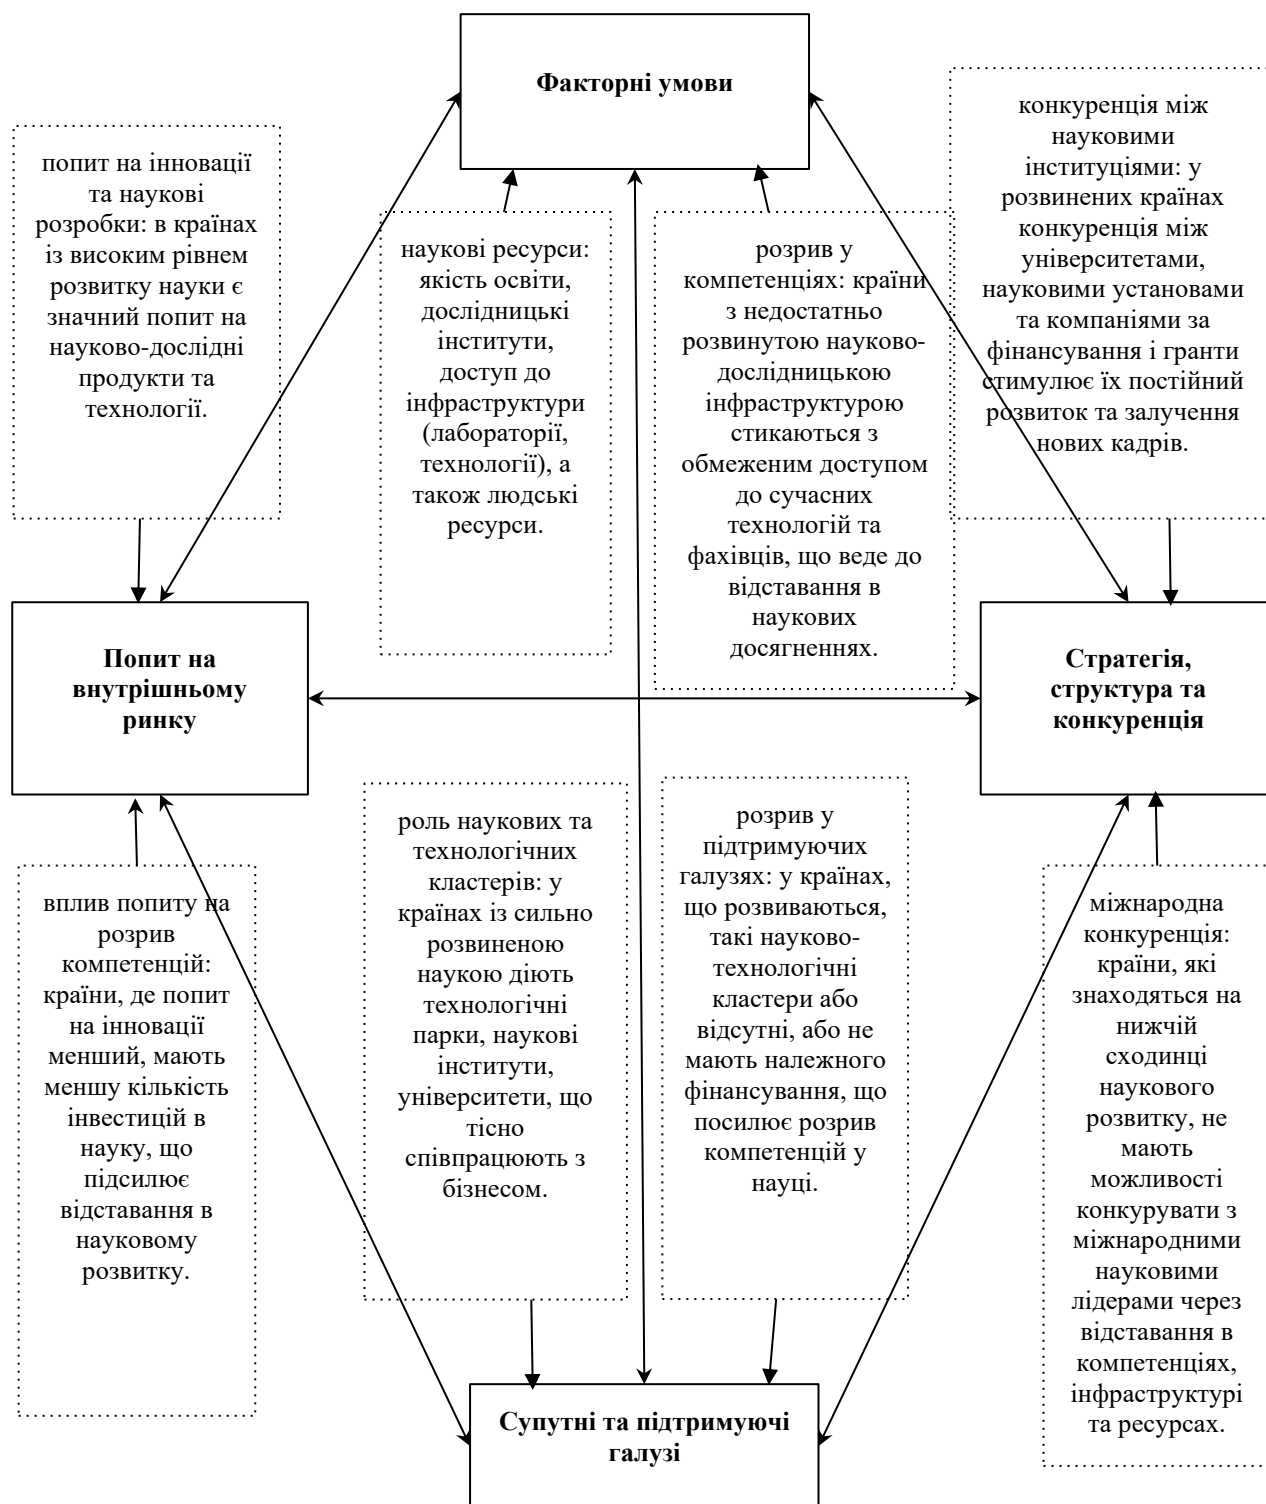 Факторні умови
конкуренція між
науковими
інституціями: у
розвинених країнах
конкуренція між
університетами,
науковими установами
та компаніями за
фінансування і гранти
стимулює їх постійний
розвиток та залучення
нових кадрів.
попит на інновації
та наукові
розробки: в країнах
із високим рівнем
розвитку науки є
значний попит на
науково-дослідні
продукти та
технології.
наукові ресурси:
якість освіти,
дослідницькі
інститути,
доступ до
інфраструктури
(лабораторії,
технології), а
також людські
ресурси.
розрив у
компетенціях: країни
з недостатньо
розвинутою науково-
дослідницькою
інфраструктурою
стикаються з
обмеженим доступом
до сучасних
технологій та
фахівців, що веде до
відставання в
наукових
досягненнях.
Попит на
внутрішньому
ринку
Стратегія,
структура та
конкуренція
роль наукових та
технологічних
кластерів: у
країнах із сильно
розвиненою
наукою діють
технологічні
парки, наукові
інститути,
університети, що
тісно
співпрацюють з
бізнесом.
розрив у
підтримуючих
галузях: у країнах,
що розвиваються,
такі науково-
технологічні
кластери або
відсутні, або не
мають належного
фінансування, що
посилює розрив
компетенцій у
науці.
вплив попиту на
розрив
компетенцій:
країни, де попит
на інновації
менший, мають
меншу кількість
інвестицій в
науку, що
підсилює
відставання в
науковому
розвитку.
міжнародна
конкуренція:
країни, які
знаходяться на
нижчій
сходинці
наукового
розвитку, не
мають
можливості
конкурувати з
міжнародними
науковими
лідерами через
відставання в
компетенціях,
інфраструктурі
та ресурсах.
Супутні та підтримуючі
галузі